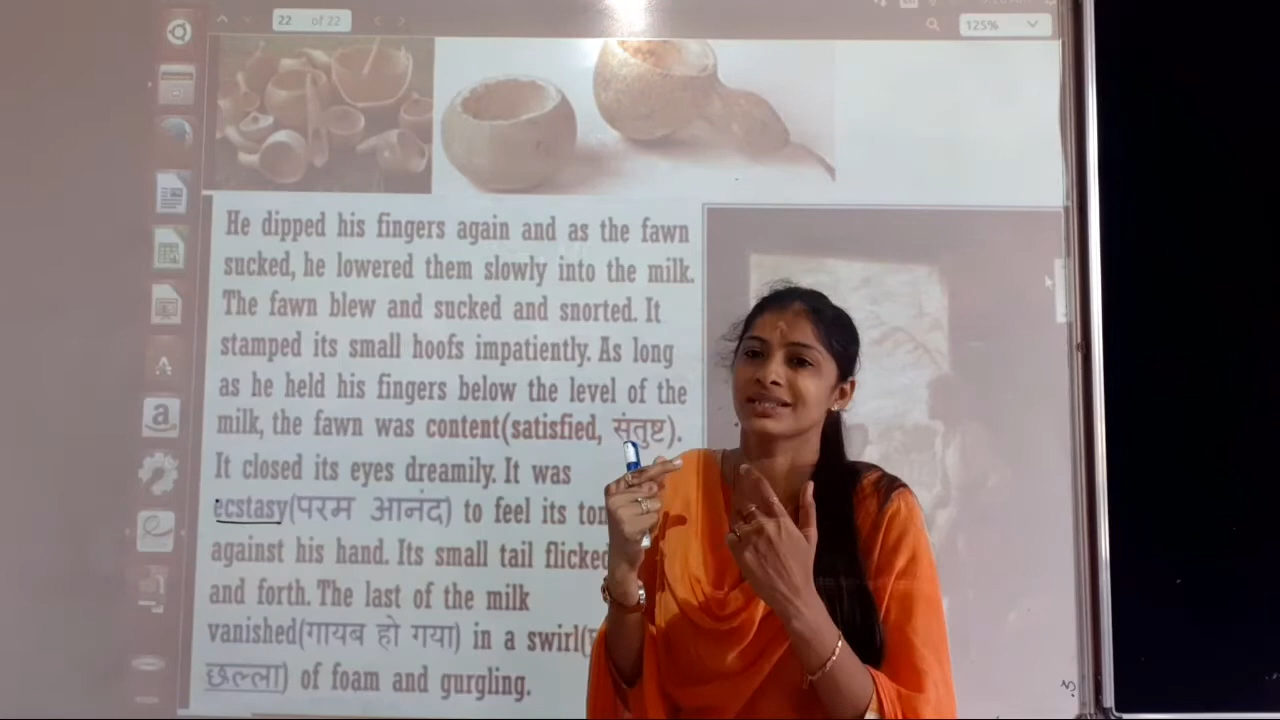 22 of 22
125%
He dipped his fingers again and as the fawn
sucked, he lowered them slowly into the milk.
The fawn blew and sucked and snorted. It
stamped its small hoofs impatiently. As long
as he held his fingers below the level of the
milk, the fawn was content(satisfied, संतुष्ट).
It closed its eyes dreamily. It was
ecstasy(परम आनंद) to feel its
against his hand. Its small tail flicked
and forth. The last of the milk
vanished(गायब हो गया) in a swirl(
छल्ला) of foam and gurgling.